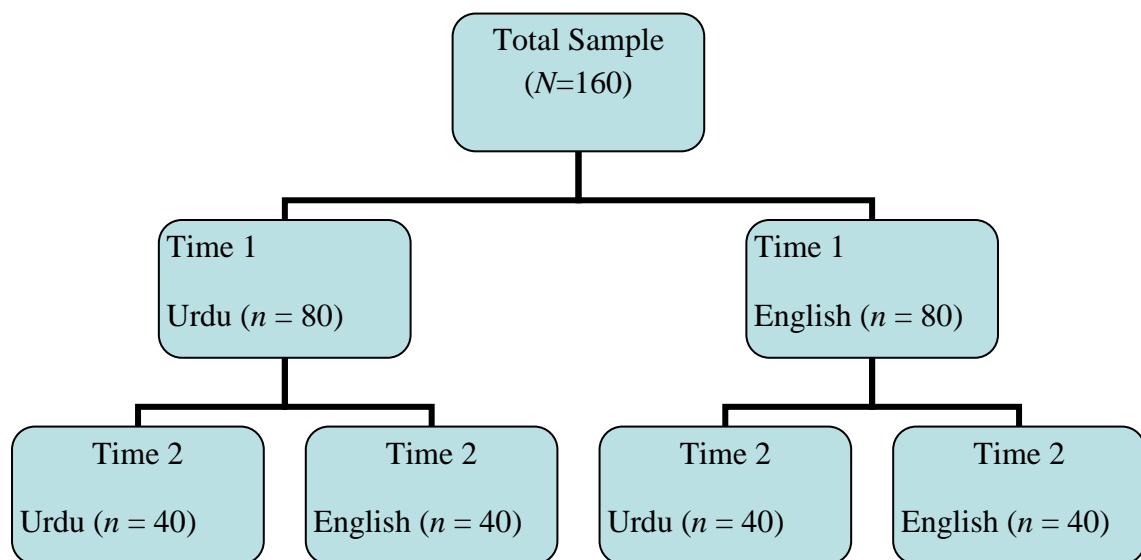 Total Sample
(N=160)
Time 1
Urdu (n = 80)
Time 1
English (n = 80)
Time 2
Urdu (n = 40)
Time 2
English (n = 40)
Time 2
Urdu (n = 40)
Time 2
English (n = 40)